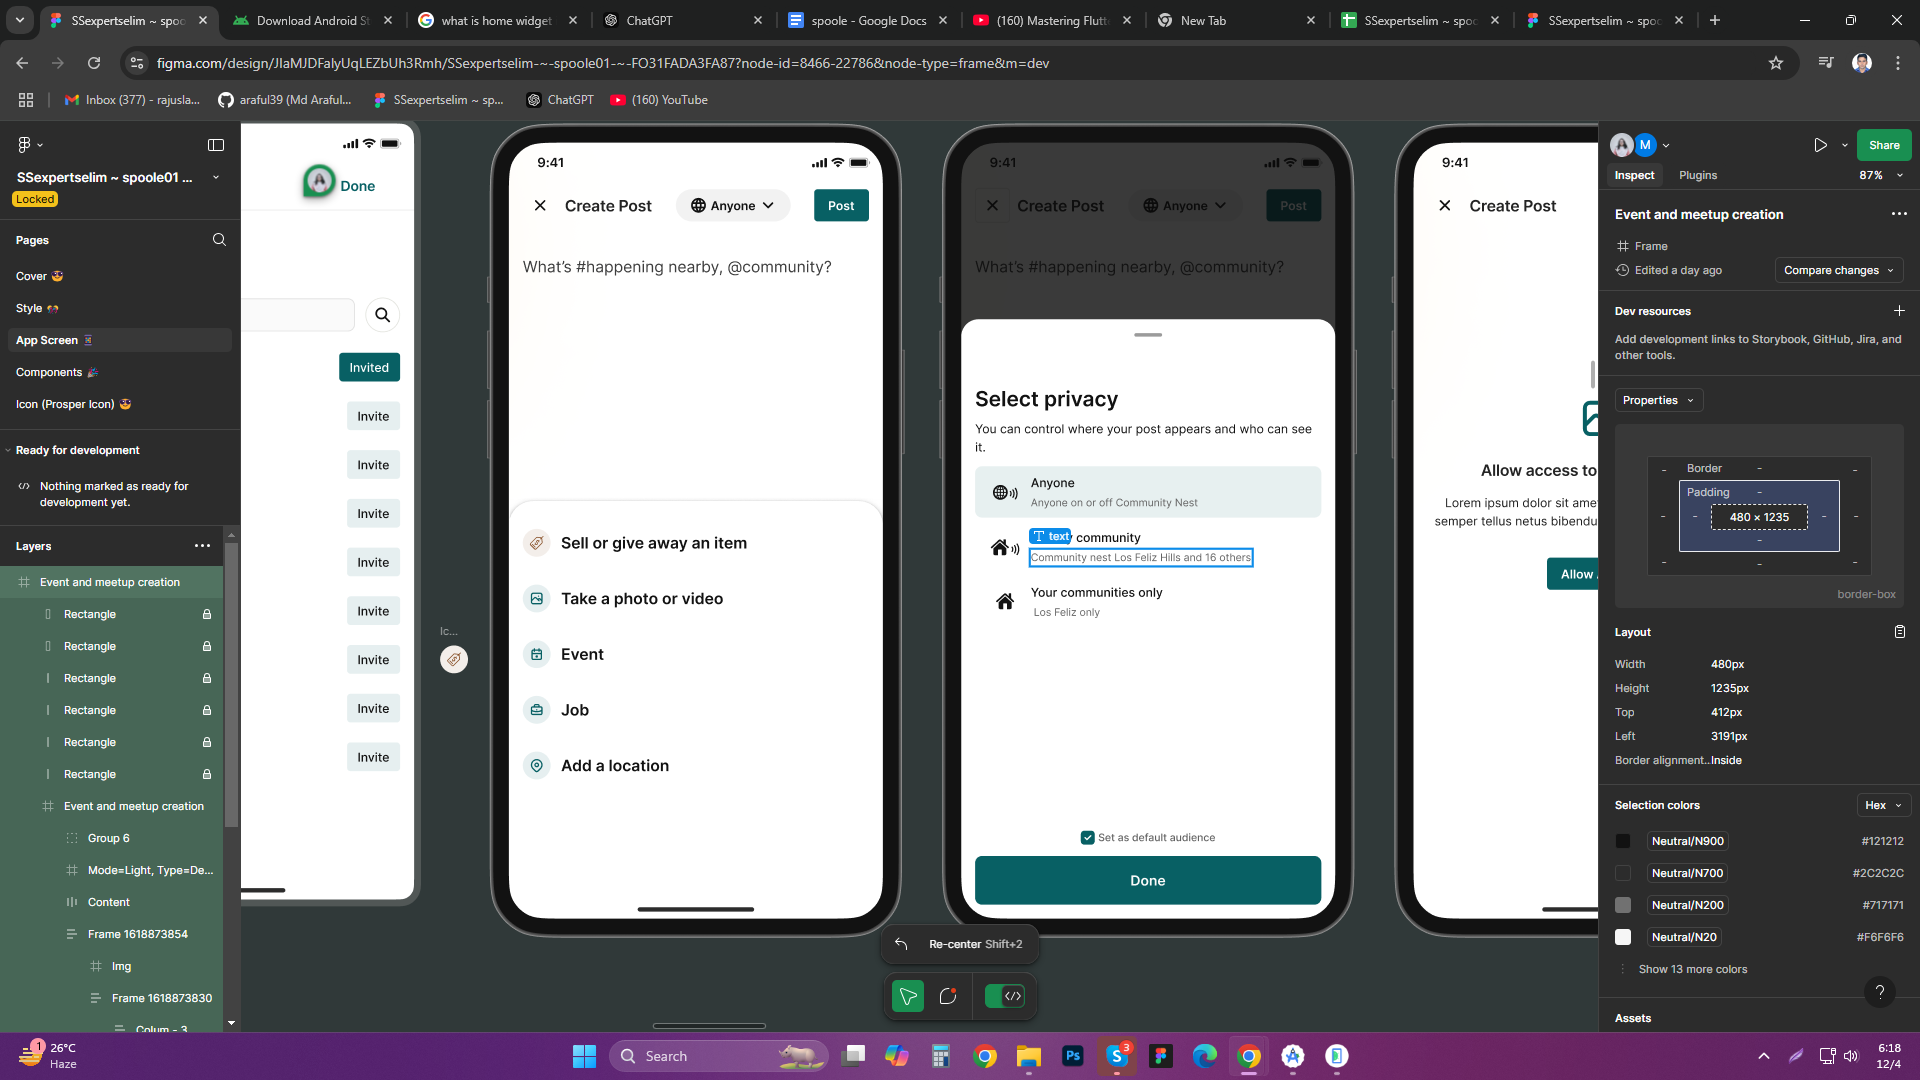 SSexpertselim ~ spoo
Download Android St
what is home widget
ChatGPT
spoole - Google Docs
(160) Mastering Flutte
New Tab
SSexpertselim ~ spoo
SSexpertselim ~ spoo
figma.com/design/JIaMJDFalyUqLEZbUh3Rmh/SSexpertselim-~-spoole01-~-FO31FADA3FA87?node-id=8466-22786&node-type=frame&m=dev
Inbox (377) - rajusla...
araful39 (Md Araful...
SSexpertselim ~ sp...
ChatGPT
(160) YouTube
SSexpertselim ~ spoole01 ...
Locked
Pages
Cover
Style
App Screen
Components
Icon (Prosper Icon)
Ready for development
Nothing marked as ready for
development yet.
Layers
Event and meetup creation
Rectangle
Rectangle
Rectangle
Rectangle
Rectangle
Rectangle
Event and meetup creation
Group 6
Mode=Light, Type=De...
Content
Frame 1618873854
Img
Frame 1618873830
Colum - 3
Done
Invited
Invite
Invite
Invite
Invite
Invite
Invite
Invite
Invite
Ic...
9:41
Create Post
Anyone
Post
What's #happening nearby, @community?
Sell or give away an item
Take a photo or video
Event
Job
Add a location
9:41
Create Post
Anyone
Post
What's #happening nearby, @community?
Select privacy
You can control where your post appears and who can see
it.
Anyone
Anyone on or off Community Nest
text
community
Community nest Los Feliz Hills and 16 others
Your communities only
Los Feliz only
Set as default audience
Done
Re-center Shift+2
9:41
Create Post
Allow access to
Lorem ipsum dolor sit ame
semper tellus netus bibendu
Allow
M
Share
Inspect
Plugins
87%
Event and meetup creation
Frame
Edited a day ago
Compare changes
Dev resources
Add development links to Storybook, GitHub, Jira, and
other tools.
Properties
Border
Padding
480 × 1235
border-box
Layout
Width 480px
Height 1235px
Top 412px
Left 3191px
Border alignment.. Inside
Selection colors
Hex
Neutral/N900 #121212
Neutral/N700 #2C2C2C
Neutral/N200 #717171
Neutral/N20 #F6F6F6
Show 13 more colors
?
Assets
1
26°C
Haze
Search
Ps
3
6:18
12/4